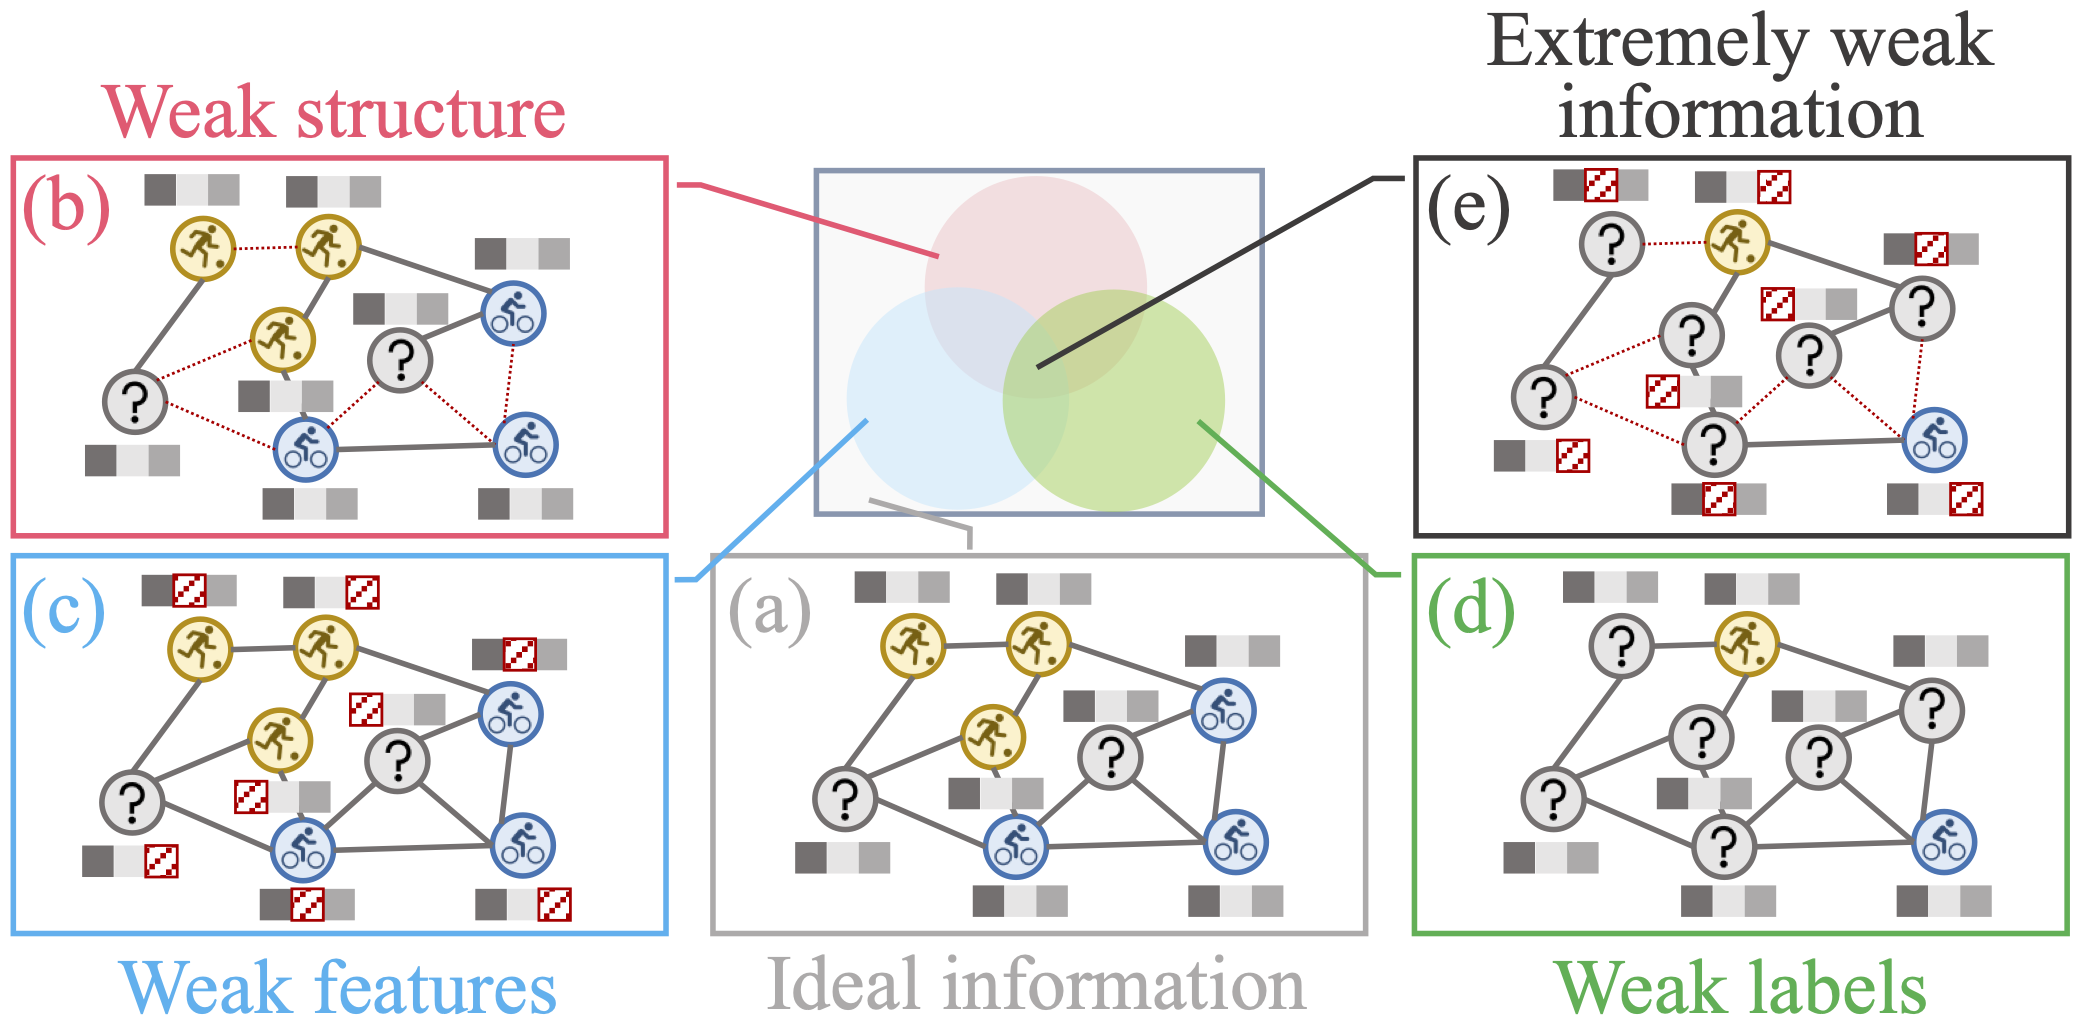 Extremely weak
information
Weak structure
(b)
(e)
?
?
?
?
?
?
?
?
(c)
(a)
(d)
?
?
?
?
?
?
?
?
?
?
Weak features
Ideal information
Weak labels